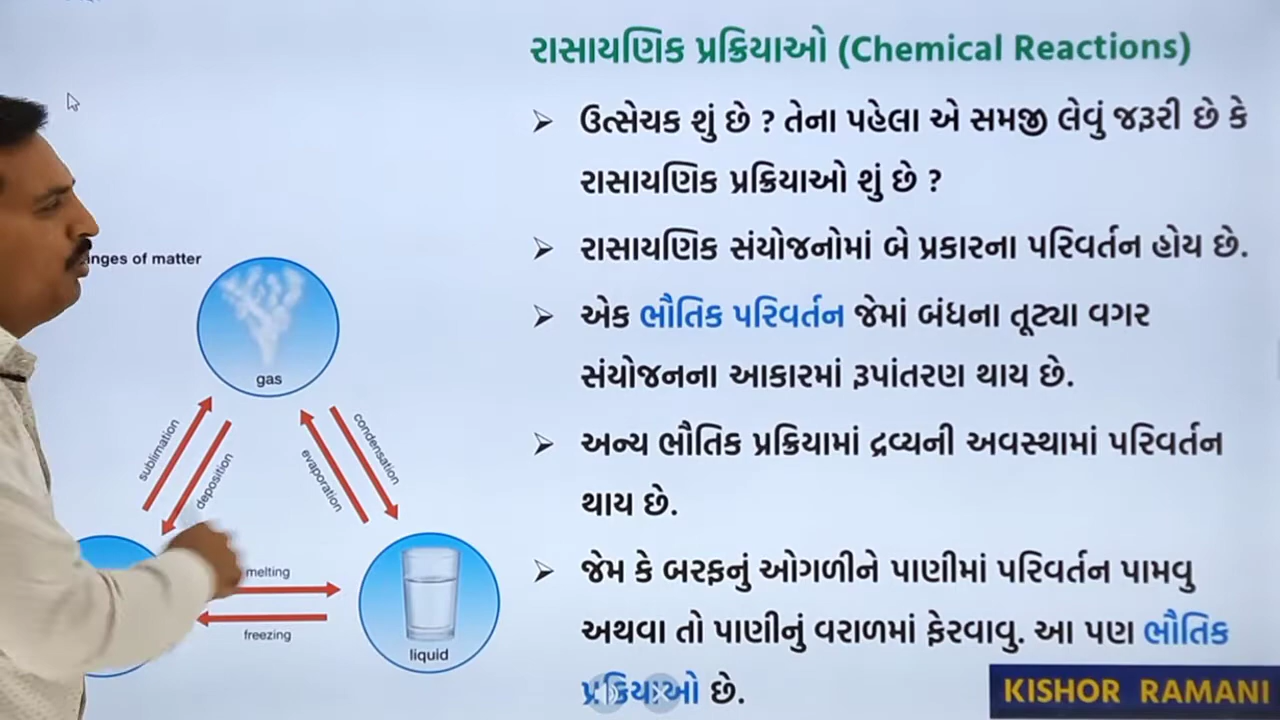 રાસાયણિક પ્રક્રિયાઓ (Chemical Reactions)
➢ ઉત્સેચક શું છે ? તેના પહેલા એ સમજી લેવું જરૂરી છે કે
રાસાયણિક પ્રક્રિયાઓ શું છે ?
➢ રાસાયણિક સંયોજનોમાં બે પ્રકારના પરિવર્તન હોય છે.
➢ એક ભૌતિક પરિવર્તન જેમાં બંધના તૂટ્યા વગર
સંયોજનના આકારમાં રૂપાંતરણ થાય છે.
➢ અન્ય ભૌતિક પ્રક્રિયામાં દ્રવ્યની અવસ્થામાં પરિવર્તન
થાય છે.
➢ જેમ કે બરફનું ઓગળીને પાણીમાં પરિવર્તન પામવુ
અથવા તો પાણીનું વરાળમાં ફેરવાવુ. આ પણ ભૌતિક
પ્રક્રિયાઓ છે.
of matter
gas
sublimation
deposition
evaporation
condensation
melting
freezing
liquid
KISHOR RAMANI